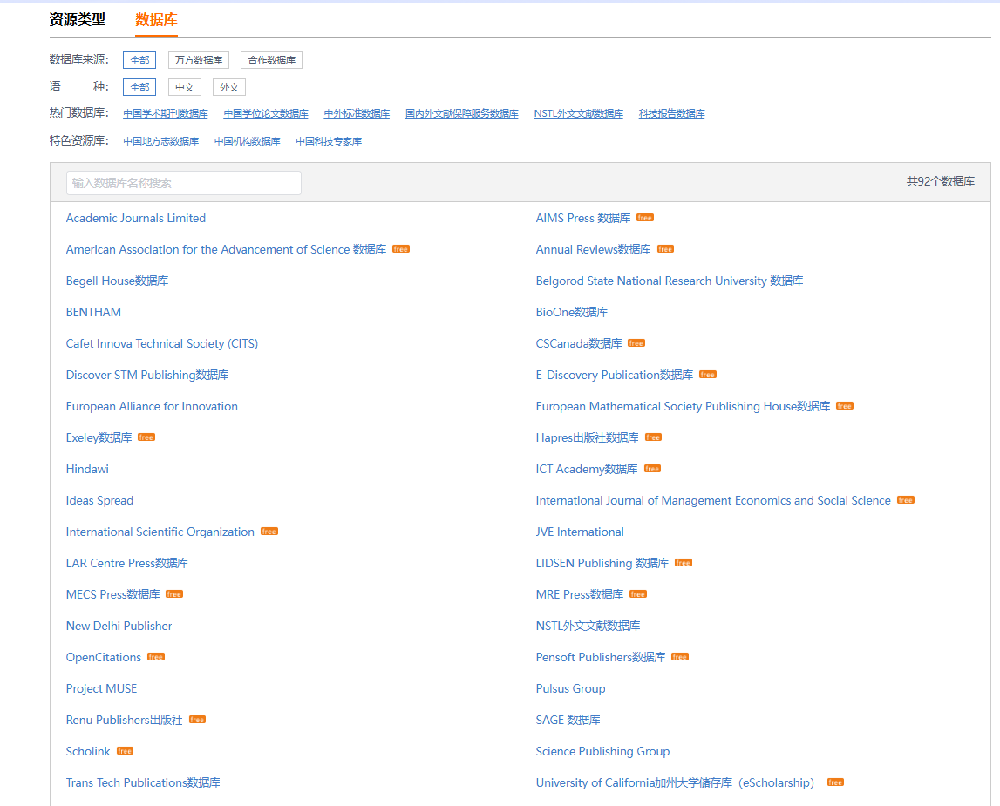 资源类型 数据库
数据库来源： 全部 万方数据库 合作数据库
语 种： 全部 中文 外文
热门数据库： 中国学术期刊数据库 中国学位论文数据库 中外标准数据库 国内外文献保障服务数据库 NSTL外文文献数据库 科技报告数据库
特色资源库： 中国地方志数据库 中国机构数据库 中国科技专家库
输入数据库名称搜索 共92个数据库
Academic Journals Limited AIMS Press 数据库 free
American Association for the Advancement of Science 数据库 free Annual Reviews数据库 free
Begell House数据库 Belgorod State National Research University 数据库
BENTHAM BioOne数据库
Cafet Innova Technical Society (CITS) CSCanada数据库 free
Discover STM Publishing数据库 E-Discovery Publication数据库 free
European Alliance for Innovation European Mathematical Society Publishing House数据库 free
Exeley数据库 free Hapres出版社数据库 free
Hindawi ICT Academy数据库 free
Ideas Spread International Journal of Management Economics and Social Science free
International Scientific Organization free JVE International
LAR Centre Press数据库 LIDSEN Publishing 数据库 free
MECS Press数据库 free MRE Press数据库 free
New Delhi Publisher NSTL外文文献数据库
OpenCitations free Pensoft Publishers数据库 free
Project MUSE Pulsus Group
Renu Publishers出版社 free SAGE 数据库
Scholink free Science Publishing Group
Trans Tech Publications数据库 University of California加州大学储存库（eScholarship） free